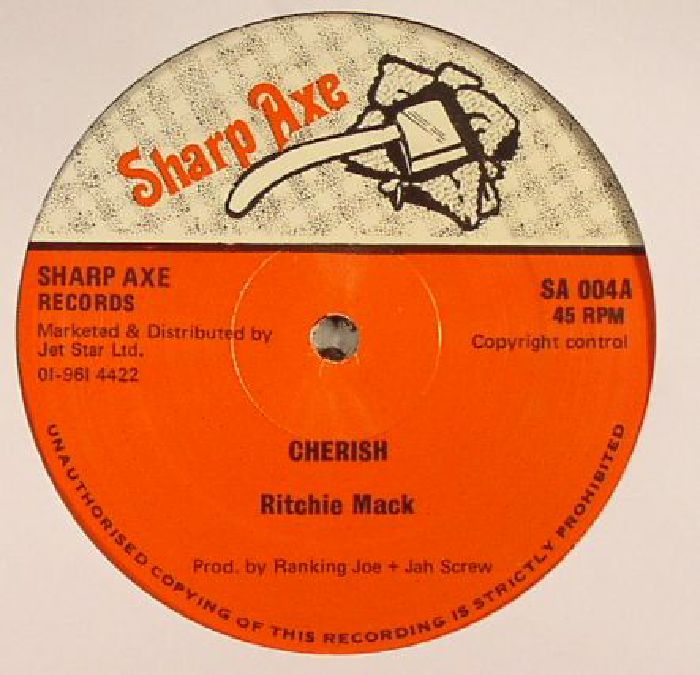 Sharp Axe
SHARP AXE
RECORDS
Marketed & Distributed by
Jet Star Ltd.
01-961 4422
SA 004A
45 RPM
Copyright control
CHERISH
Ritchie Mack
Prod. by Ranking Joe + Jah Screw
UNAUTHORISED COPYING OF THIS RECORDING IS STRICTLY PROHIBITED